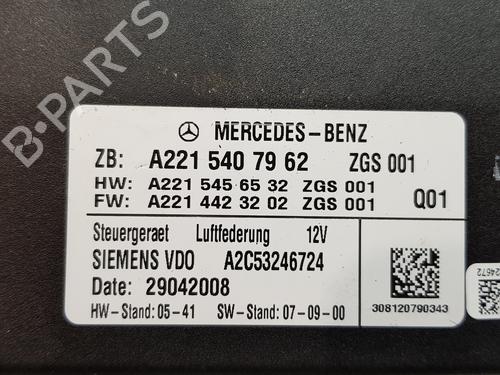 MERCEDES-BENZ
ZB: A221 540 79 62 ZGS 001
HW: A221 545 65 32 ZGS 001
FW: A221 442 32 02 ZGS 001 Q01
Steuergeraet Luftfederung 12V
SIEMENS VDO A2C53246724
Date: 29042008
HW-Stand: 05-41 SW-Stand: 07-09-00
308120790343
24672
B-PARTS